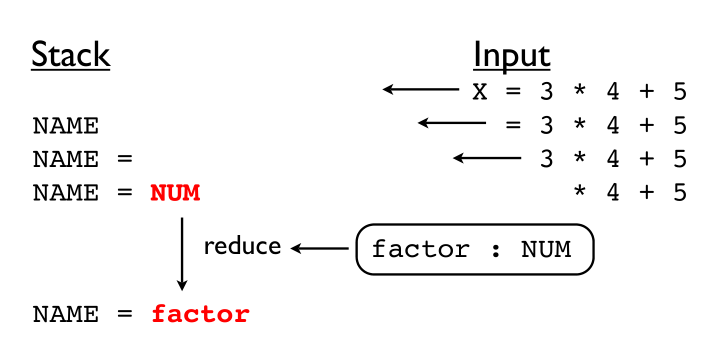 Stack Input
X = 3 * 4 + 5
NAME = 3 * 4 + 5
NAME = 3 * 4 + 5
NAME = NUM * 4 + 5
reduce factor : NUM
NAME = factor